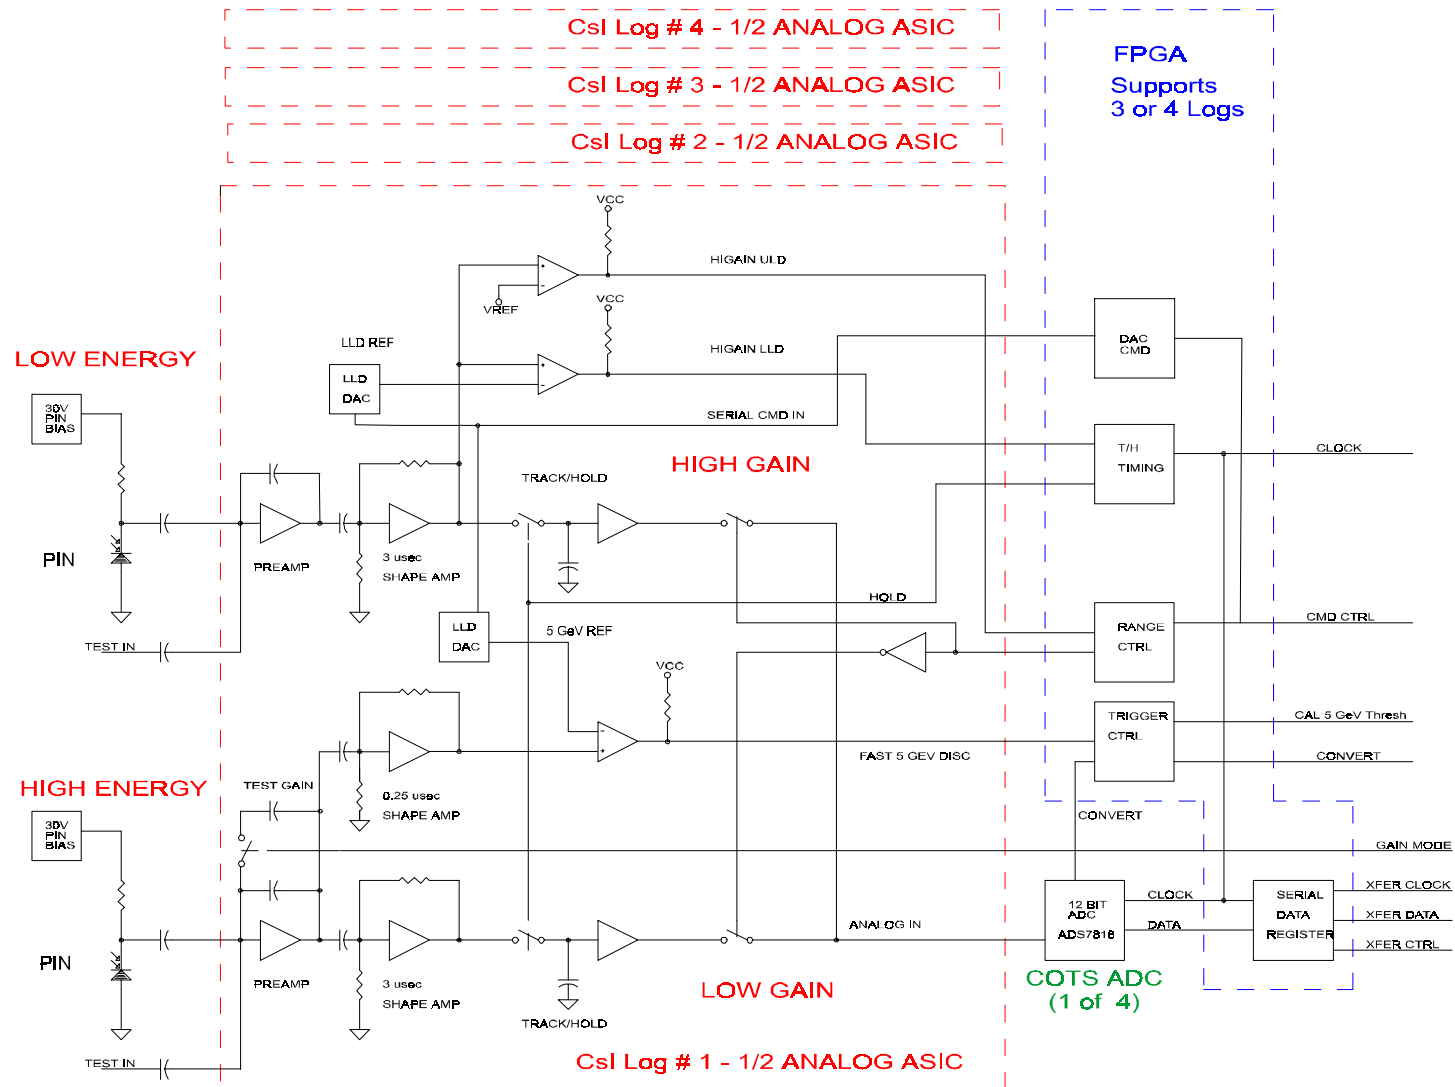 CsI Log # 4 - 1/2 ANALOG ASIC
CsI Log # 3 - 1/2 ANALOG ASIC
CsI Log # 2 - 1/2 ANALOG ASIC
FPGA
Supports
3 or 4 Logs
VCC
HIGAIN ULD
+
-
VREF
VCC
LLD REF
HIGAIN LLD
+
-
LLD
DAC
SERIAL CMD IN
DAC
CMD
LOW ENERGY
30V
PIN
BIAS
HIGH GAIN
TRACK/HOLD
T/H
TIMING
CLOCK
PIN
PREAMP
3 usec
SHAPE AMP
HOLD
TEST IN
LLD
DAC
5 GeV REF
RANGE
CTRL
CMD CTRL
VCC
-
+
FAST 5 GEV DISC
TRIGGER
CTRL
CAL 5 GeV Thresh
CONVERT
HIGH ENERGY
TEST GAIN
0.25 usec
SHAPE AMP
30V
PIN
BIAS
CONVERT
GAIN MODE
12 BIT
ADC
ADS7816
CLOCK
DATA
SERIAL
DATA
REGISTER
XFER CLOCK
XFER DATA
XFER CTRL
ANALOG IN
PIN
PREAMP
3 usec
SHAPE AMP
TRACK/HOLD
LOW GAIN
COTS ADC
(1 of 4)
TEST IN
CsI Log # 1 - 1/2 ANALOG ASIC